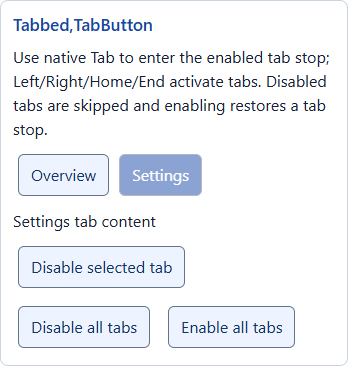 Tabbed,TabButton
Use native Tab to enter the enabled tab stop;
Left/Right/Home/End activate tabs. Disabled
tabs are skipped and enabling restores a tab
stop.
Overview Settings
Settings tab content
Disable selected tab
Disable all tabs Enable all tabs